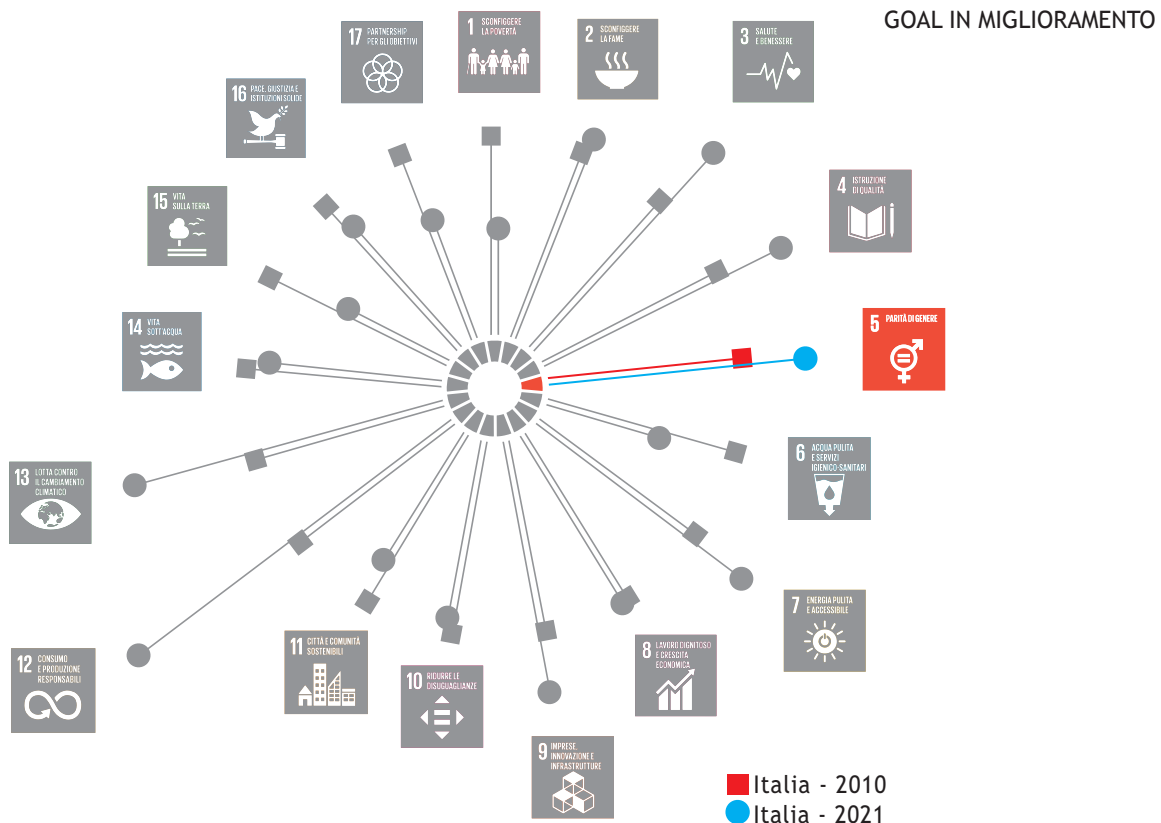 GOAL IN MIGLIORAMENTO
1 SCONFIGGERE
LA POVERTÀ
2 SCONFIGGERE
LA FAME
3 SALUTE
E BENESSERE
4 ISTRUZIONE
DI QUALITÀ
5 PARITÀ DI GENERE
6 ACQUA PULITA
E SERVIZI
IGIENICO-SANITARI
7 ENERGIA PULITA
E ACCESSIBILE
8 LAVORO DIGNITOSO
E CRESCITA
ECONOMICA
9 IMPRESE,
INNOVAZIONE E
INFRASTRUTTURE
10 RIDURRE LE
DISUGUAGLIANZE
11 CITTÀ E COMUNITÀ
SOSTENIBILI
12 CONSUMO
E PRODUZIONE
RESPONSABILI
13 LOTTA CONTRO
IL CAMBIAMENTO
CLIMATICO
14 VITA
SOTT'ACQUA
15 VITA
SULLA TERRA
16 PACE, GIUSTIZIA E
ISTITUZIONI SOLIDE
17 PARTNERSHIP
PER GLI OBIETTIVI
Italia - 2010
Italia - 2021